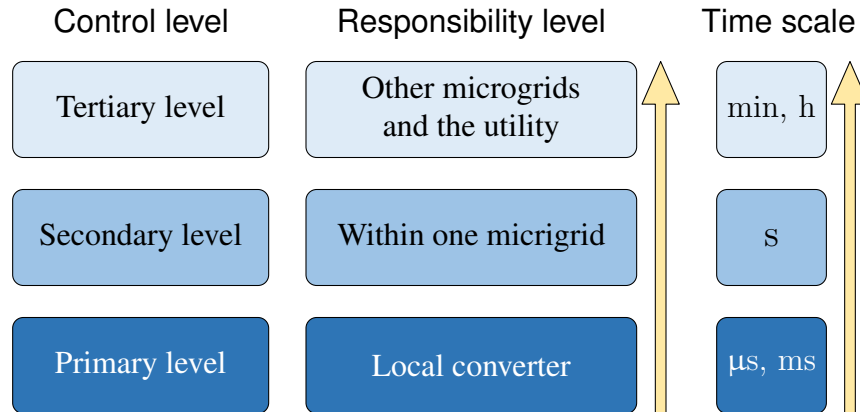 Control level
Responsibility level
Time scale
Tertiary level
Other microgrids
and the utility
min, h
Secondary level
Within one micrigrid
s
Primary level
Local converter
μs, ms